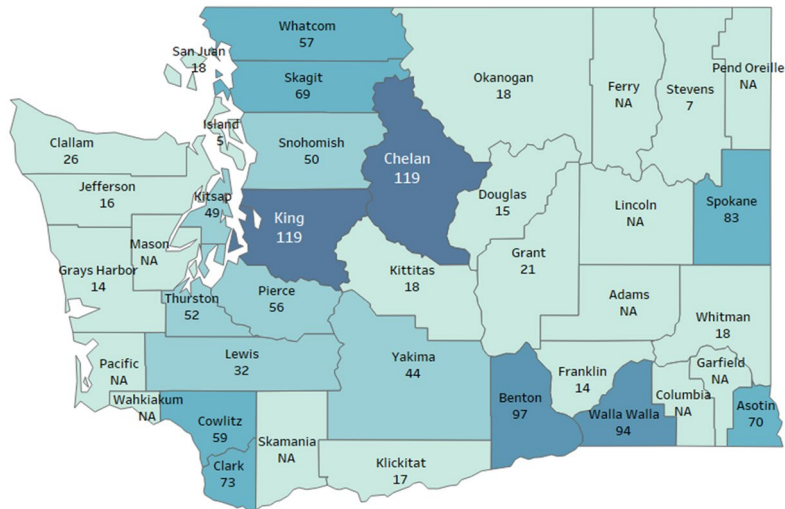 Whatcom
57
San Juan
18
Skagit
69
Okanogan
18
Ferry
NA
Stevens
7
Pend Oreille
NA
Island
5
Clallam
26
Snohomish
50
Chelan
119
Jefferson
16
Kitsap
49
Douglas
15
Lincoln
NA
Spokane
83
King
119
Mason
NA
Grays Harbor
14
Kittitas
18
Grant
21
Thurston
52
Pierce
56
Adams
NA
Whitman
18
Pacific
NA
Lewis
32
Yakima
44
Franklin
14
Garfield
NA
Wahkiakum
NA
Benton
97
Walla Walla
94
Columbia
NA
Asotin
70
Cowlitz
59
Skamania
NA
Clark
73
Klickitat
17